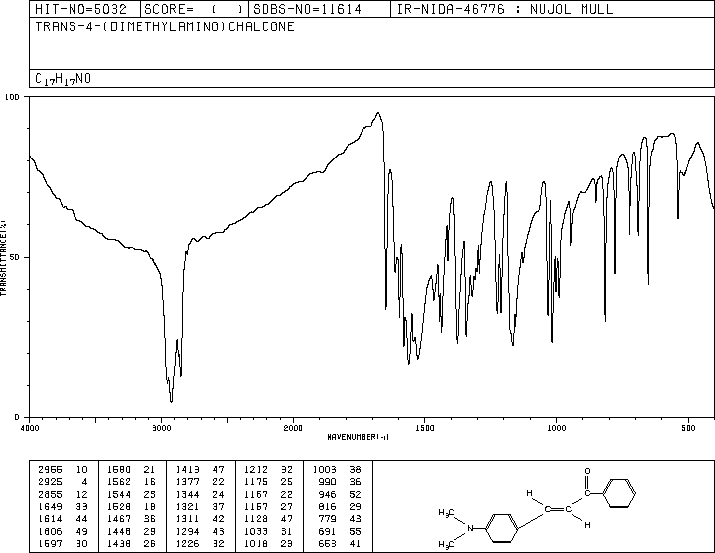 HIT-NO=5032 SCORE= ( ) SDBS-NO=11614 IR-NIDA-46776 : NUJOL MULL
TRANS-4-(DIMETHYLAMINO)CHALCONE
C17H17NO
100
50
0
TRANSMITTANCE(%)
4000 3000 2000 1500 1000 500
WAVENUMBER(-1)
2966 10 1580 21 1413 47 1212 32 1003 38
2925 4 1562 16 1377 22 1175 25 990 36
2855 12 1544 25 1344 24 1167 22 946 52
1649 33 1528 18 1321 37 1167 27 816 29
1614 44 1467 36 1311 42 1128 47 779 43
1606 49 1448 29 1294 43 1033 31 691 55
1597 30 1438 26 1226 32 1018 23 653 41
O
H
H
H3C
N
H3C